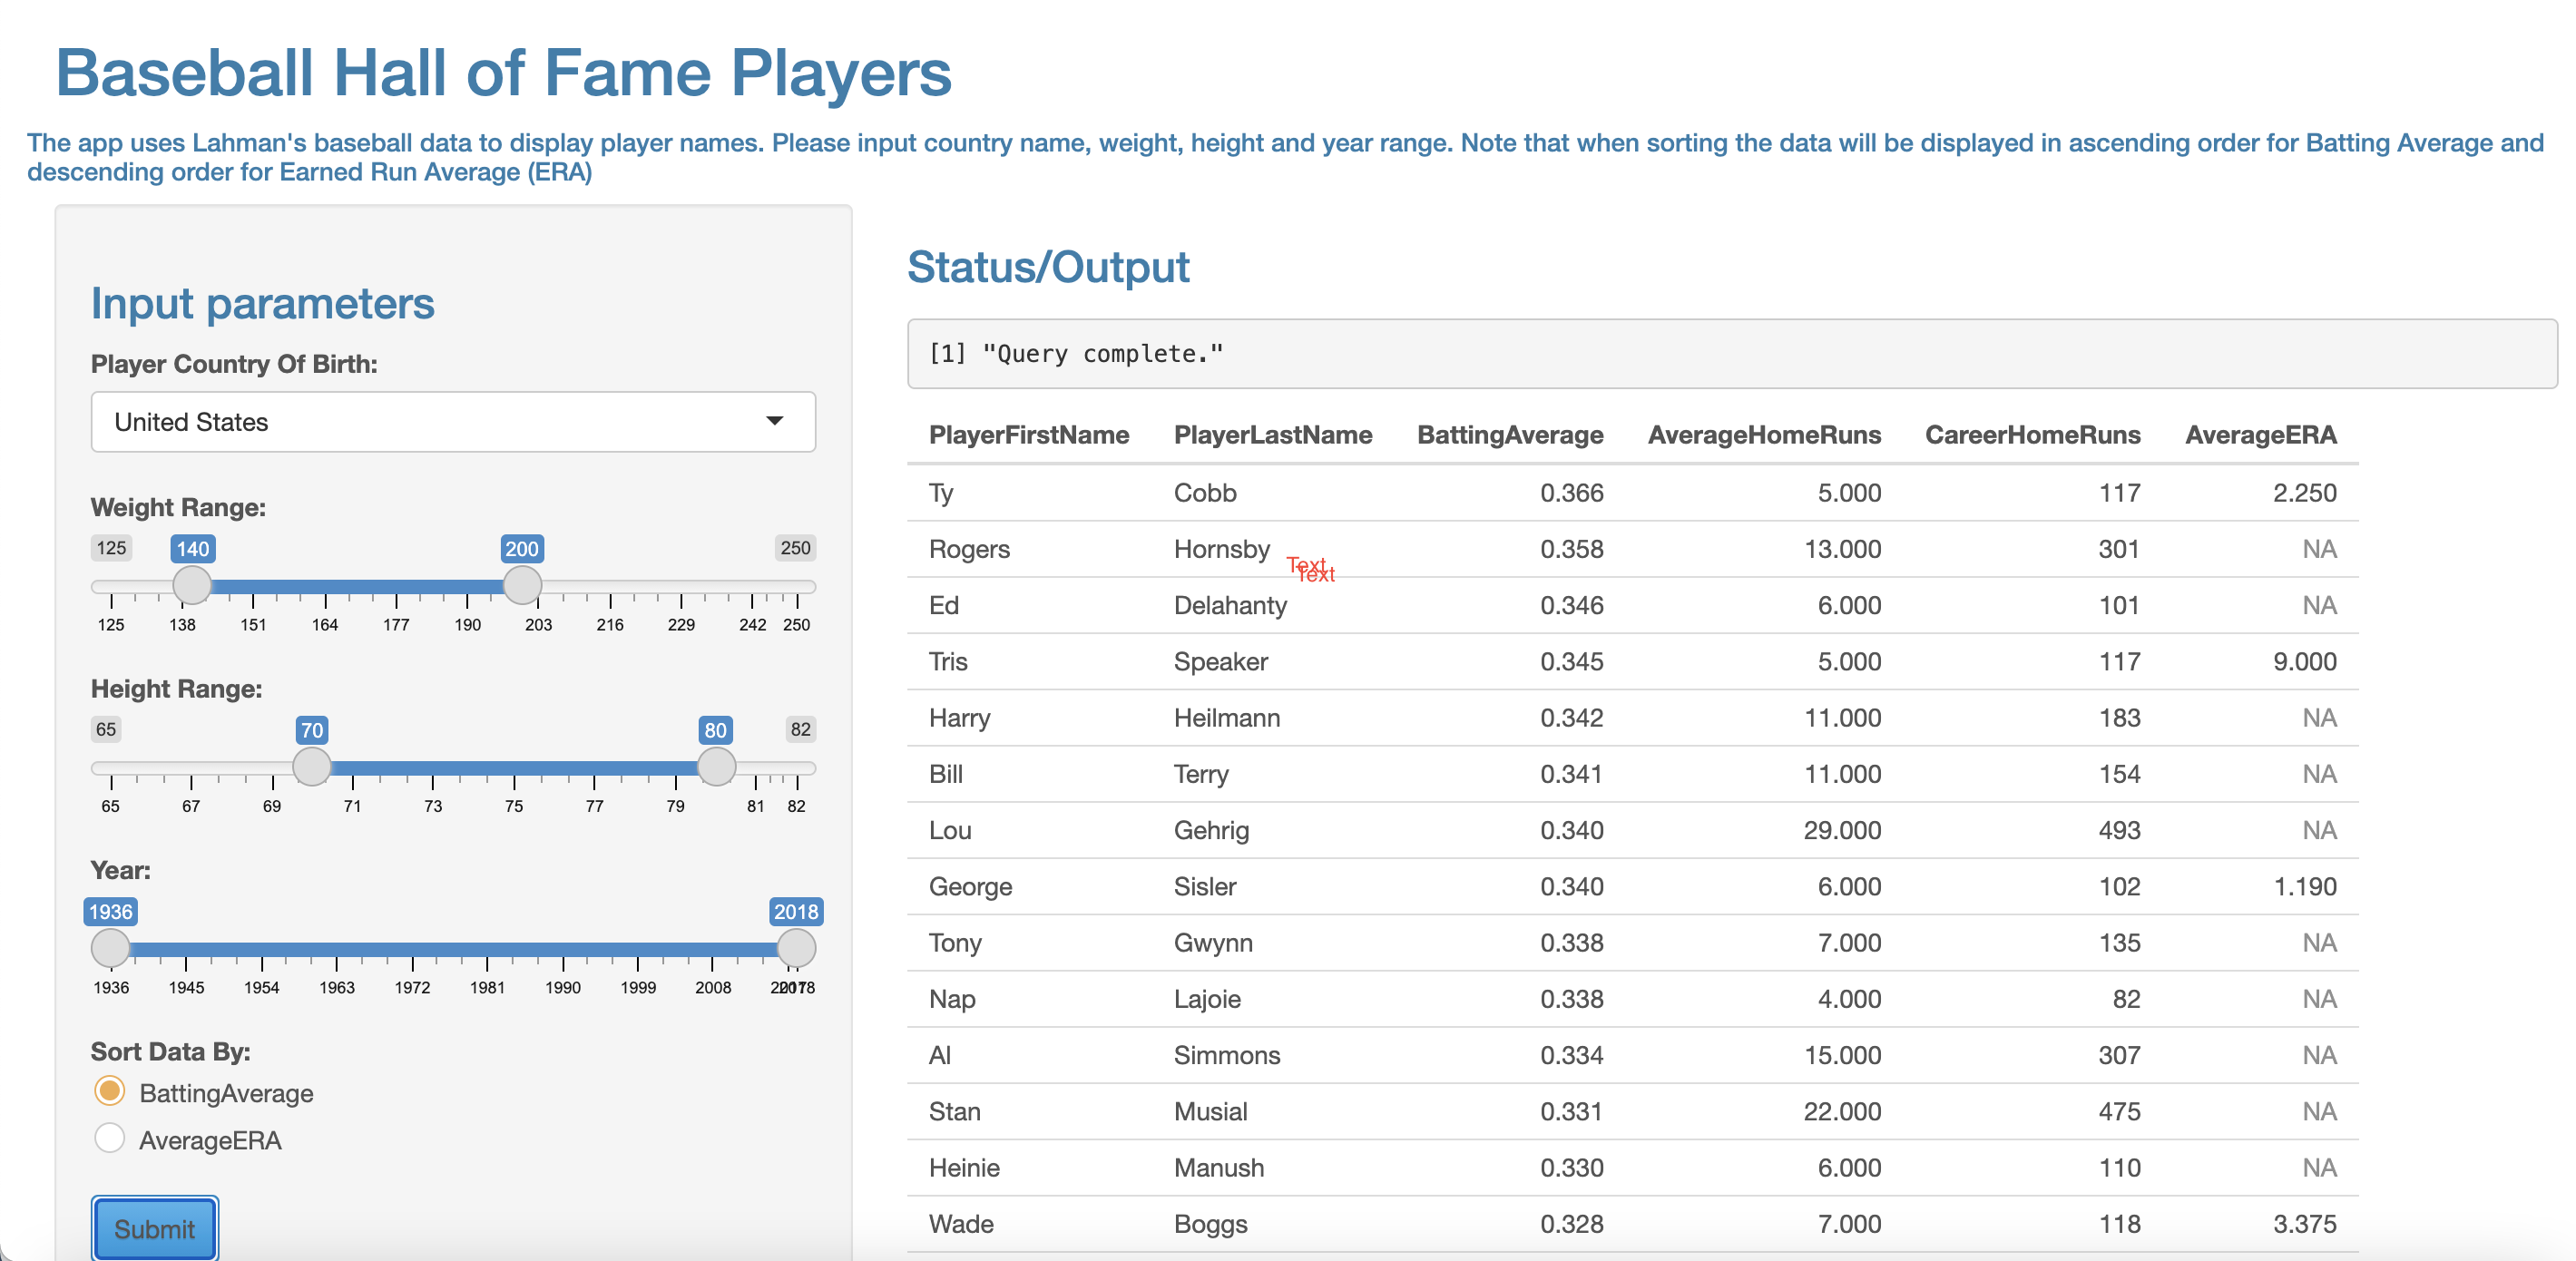 Baseball Hall of Fame Players
The app uses Lahman's baseball data to display player names. Please input country name, weight, height and year range. Note that when sorting the data will be displayed in ascending order for Batting Average and
descending order for Earned Run Average (ERA)
Input parameters
Player Country Of Birth:
United States
Weight Range:
125 140 200 250
125 138 151 164 177 190 203 216 229 242 250
Height Range:
65 70 80 82
65 67 69 71 73 75 77 79 81 82
Year:
1936 2018
1936 1945 1954 1963 1972 1981 1990 1999 2008 2017 2018
Sort Data By:
BattingAverage
AverageERA
Submit
Status/Output
[1] "Query complete."
PlayerFirstName PlayerLastName BattingAverage AverageHomeRuns CareerHomeRuns AverageERA
Ty Cobb 0.366 5.000 117 2.250
Rogers Hornsby 0.358 13.000 301 NA
Text
Text
Ed Delahanty 0.346 6.000 101 NA
Tris Speaker 0.345 5.000 117 9.000
Harry Heilmann 0.342 11.000 183 NA
Bill Terry 0.341 11.000 154 NA
Lou Gehrig 0.340 29.000 493 NA
George Sisler 0.340 6.000 102 1.190
Tony Gwynn 0.338 7.000 135 NA
Nap Lajoie 0.338 4.000 82 NA
Al Simmons 0.334 15.000 307 NA
Stan Musial 0.331 22.000 475 NA
Heinie Manush 0.330 6.000 110 NA
Wade Boggs 0.328 7.000 118 3.375